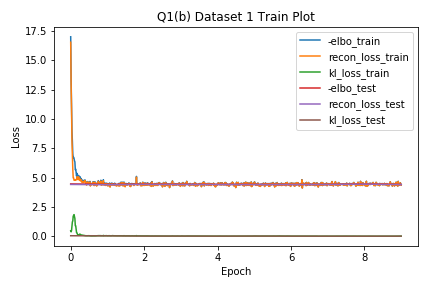 Q1(b) Dataset 1 Train Plot
17.5
15.0
12.5
10.0
7.5
5.0
2.5
0.0
Loss
0
2
4
6
8
Epoch
-elbo_train
recon_loss_train
kl_loss_train
-elbo_test
recon_loss_test
kl_loss_test